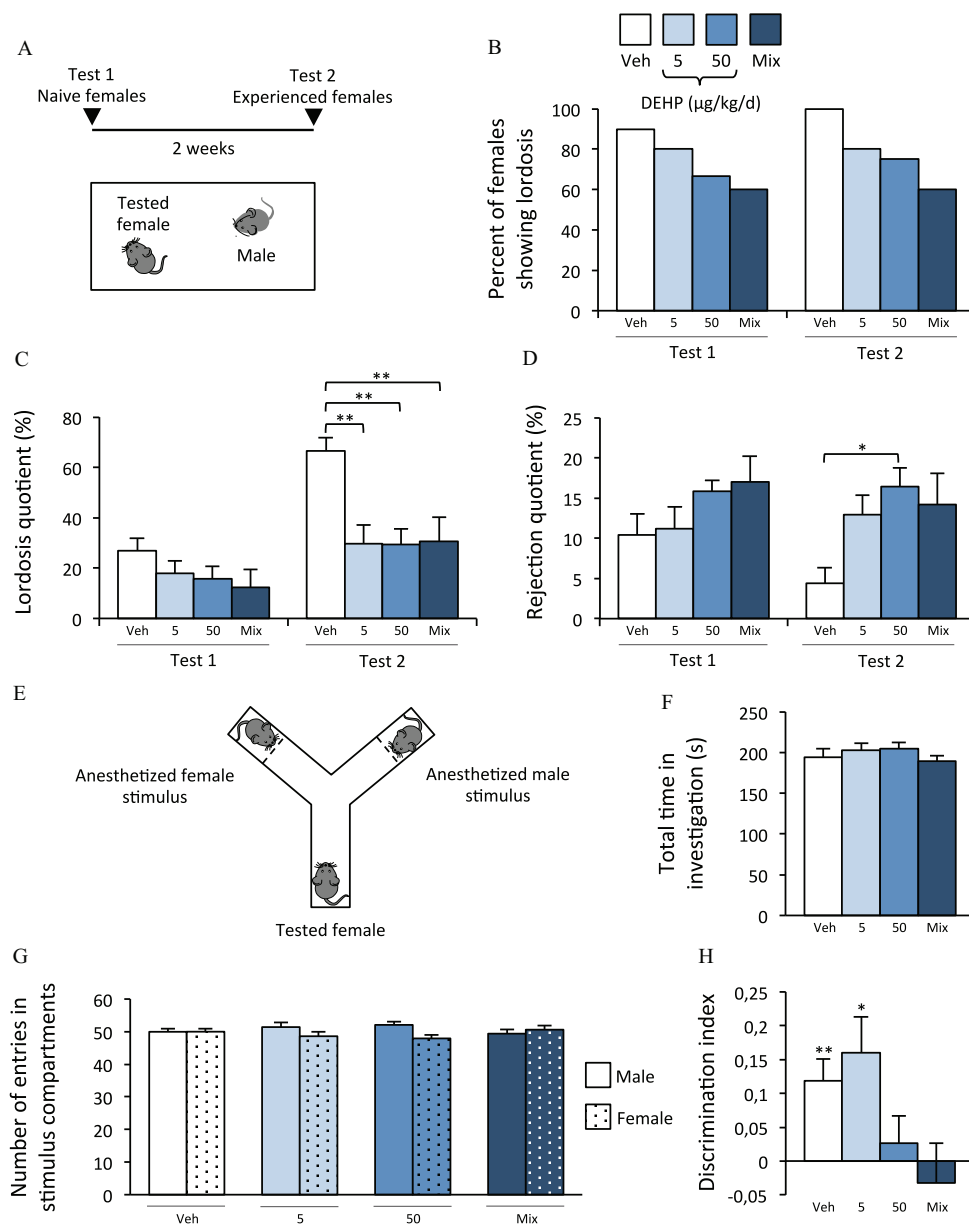 A
Test 1
Naive females
Test 2
Experienced females
2 weeks
Tested
female
Male
B
Veh 5 50 Mix
DEHP (µg/kg/d)
Percent of females
showing lordosis
100
80
60
40
20
0
Veh 5 50 Mix Veh 5 50 Mix
Test 1 Test 2
C
Lordosis quotient (%)
80
60
40
20
0
** ** **
Veh 5 50 Mix Veh 5 50 Mix
Test 1 Test 2
D
Rejection quotient (%)
25
20
15
10
5
0
*
Veh 5 50 Mix Veh 5 50 Mix
Test 1 Test 2
E
Anesthetized female
stimulus
Anesthetized male
stimulus
Tested female
F
Total time in
investigation (s)
250
200
150
100
50
0
Veh 5 50 Mix
G
Number of entries in
stimulus compartments
60
50
40
30
20
10
0
Veh 5 50 Mix
Male
Female
H
Discrimination index
0,25
0,2
0,15
0,1
0,05
0
-0,05
** *
Veh 5 50 Mix